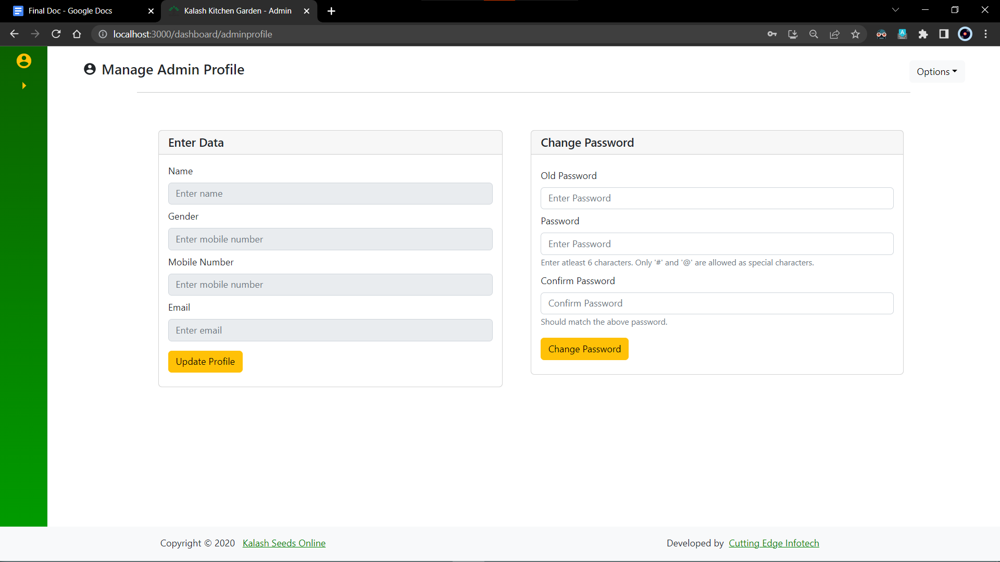 Final Doc - Google Docs
Kalash Kitchen Garden - Admin
localhost:3000/dashboard/adminprofile
Manage Admin Profile
Options
Enter Data
Name
Enter name
Gender
Enter mobile number
Mobile Number
Enter mobile number
Email
Enter email
Update Profile
Change Password
Old Password
Enter Password
Password
Enter Password
Enter atleast 6 characters. Only '#' and '@' are allowed as special characters.
Confirm Password
Confirm Password
Should match the above password.
Change Password
Copyright © 2020 Kalash Seeds Online
Developed by Cutting Edge Infotech